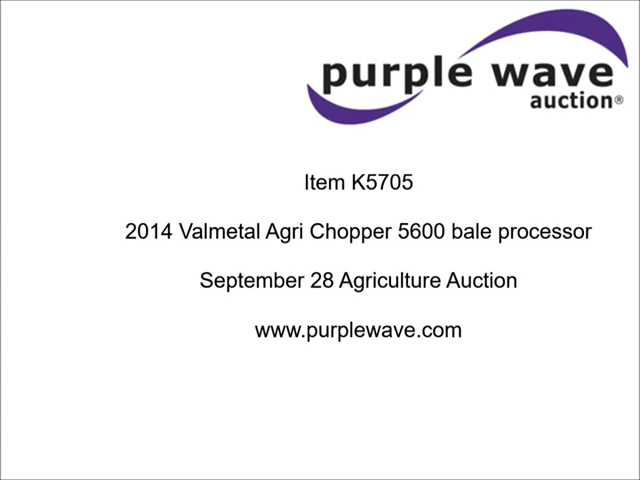 purple wave
auction®
Item K5705
2014 Valmetal Agri Chopper 5600 bale processor
September 28 Agriculture Auction
www.purplewave.com